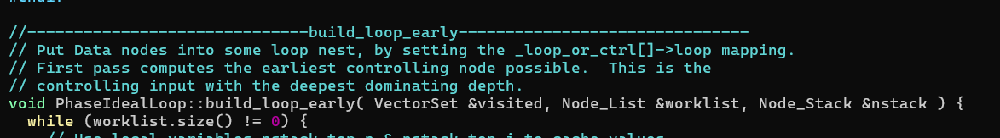 //------------------------------build_loop_early-------------------------------
// Put Data nodes into some loop nest, by setting the _loop_or_ctrl[]->loop mapping.
// First pass computes the earliest controlling node possible.  This is the
// controlling input with the deepest dominating depth.
void PhaseIdealLoop::build_loop_early( VectorSet &visited, Node_List &worklist, Node_Stack &nstack ) {
  while (worklist.size() != 0) {